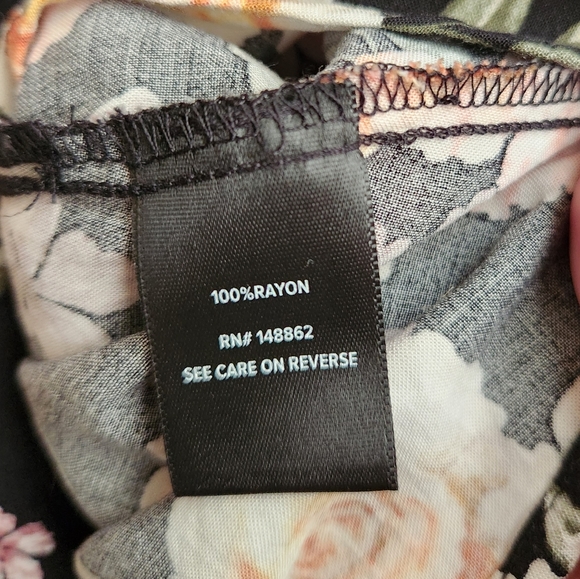 100%RAYON
RN# 148862
SEE CARE ON REVERSE